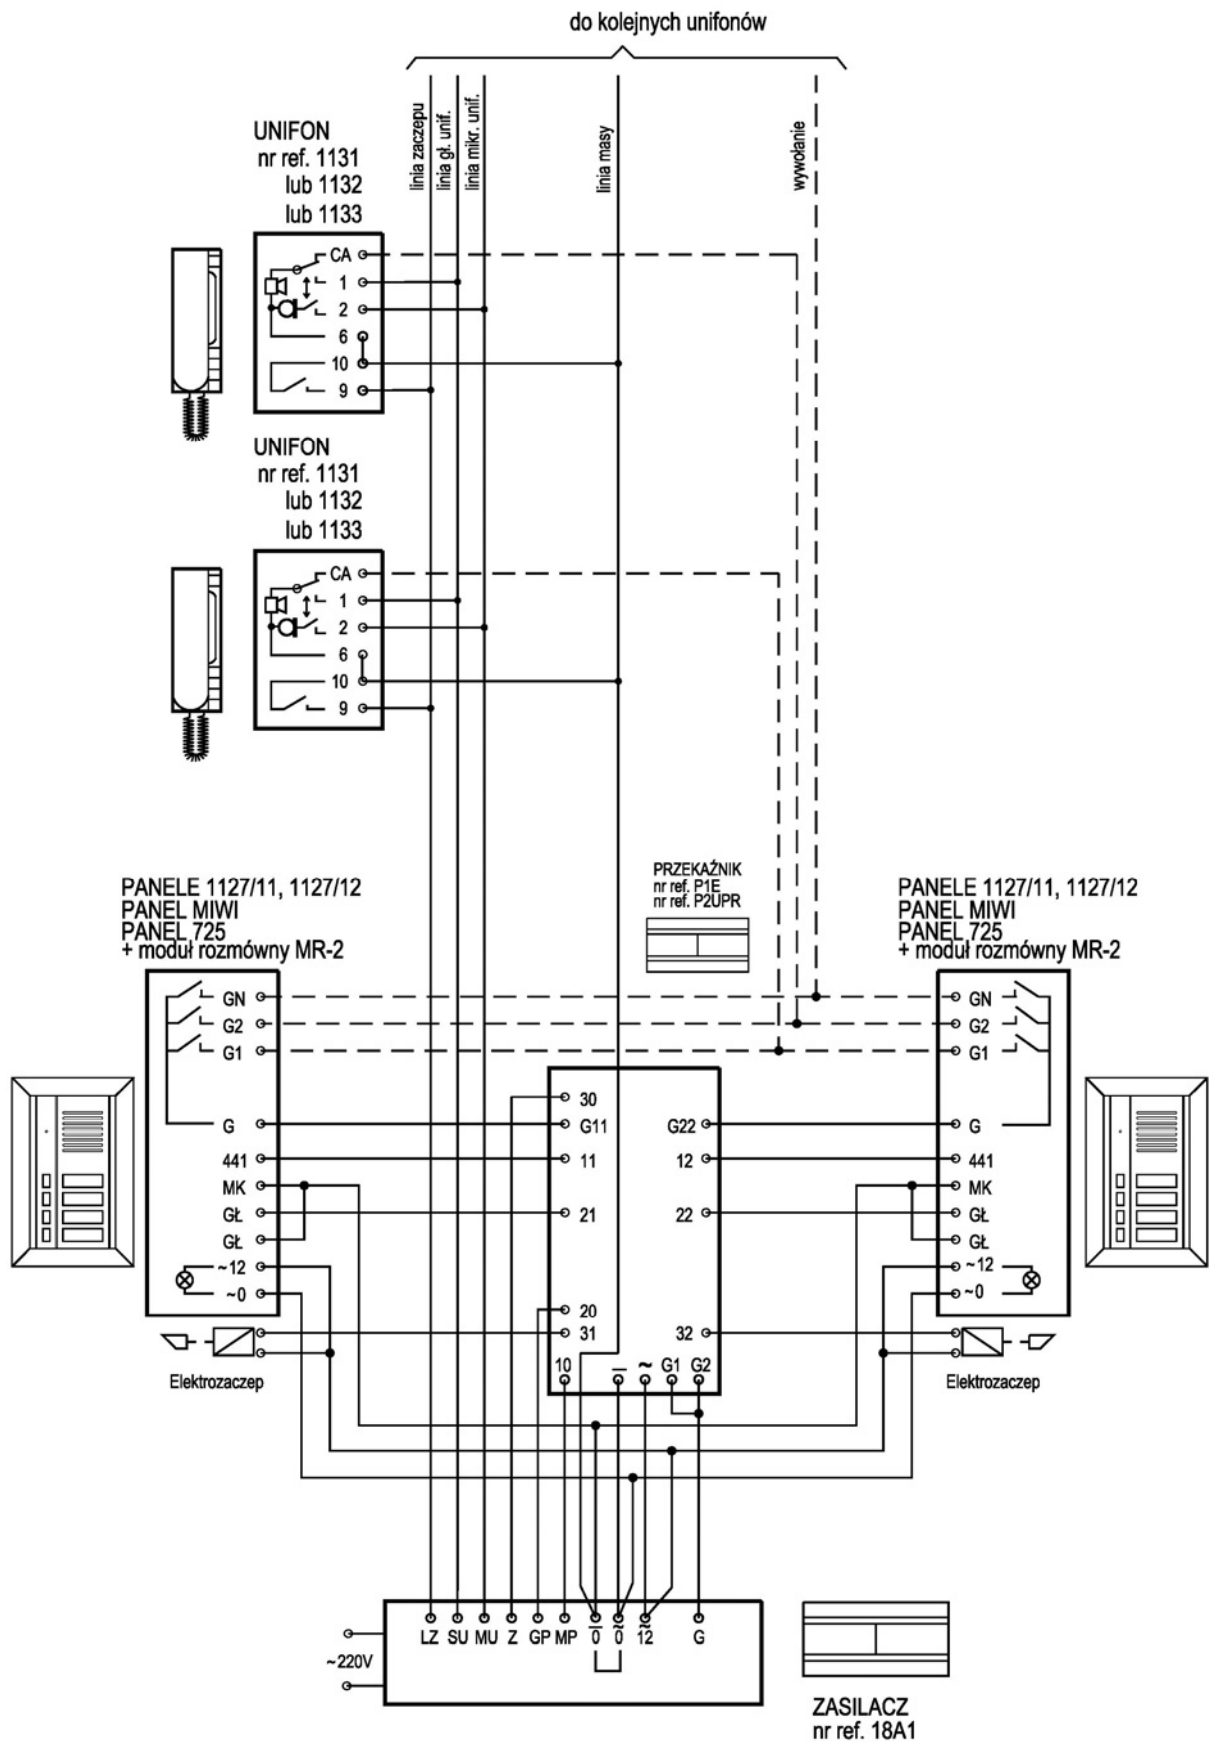 do kolejnych unifonów
linia zaczepu
linia gł. unif.
linia mikr. unif.
linia masy
wywołanie
UNIFON
nr ref. 1131
lub 1132
lub 1133
CA
1
2
6
10
9
UNIFON
nr ref. 1131
lub 1132
lub 1133
CA
1
2
6
10
9
PANELE 1127/11, 1127/12
PANEL MIWI
PANEL 725
+ moduł rozmówny MR-2
PRZEKAŹNIK
nr ref. P1E
nr ref. P2UPR
PANELE 1127/11, 1127/12
PANEL MIWI
PANEL 725
+ moduł rozmówny MR-2
GN
G2
G1
G
441
MK
GŁ
GŁ
~12
~0
Elektrozaczep
30
G11
11
21
20
31
10
G22
12
22
32
– ~ G1 G2
GN
G2
G1
G
441
MK
GŁ
GŁ
~12
~0
Elektrozaczep
~220V
LZ SU MU Z GP MP 0̅ 0̃ 1̃2 G
ZASILACZ
nr ref. 18A1